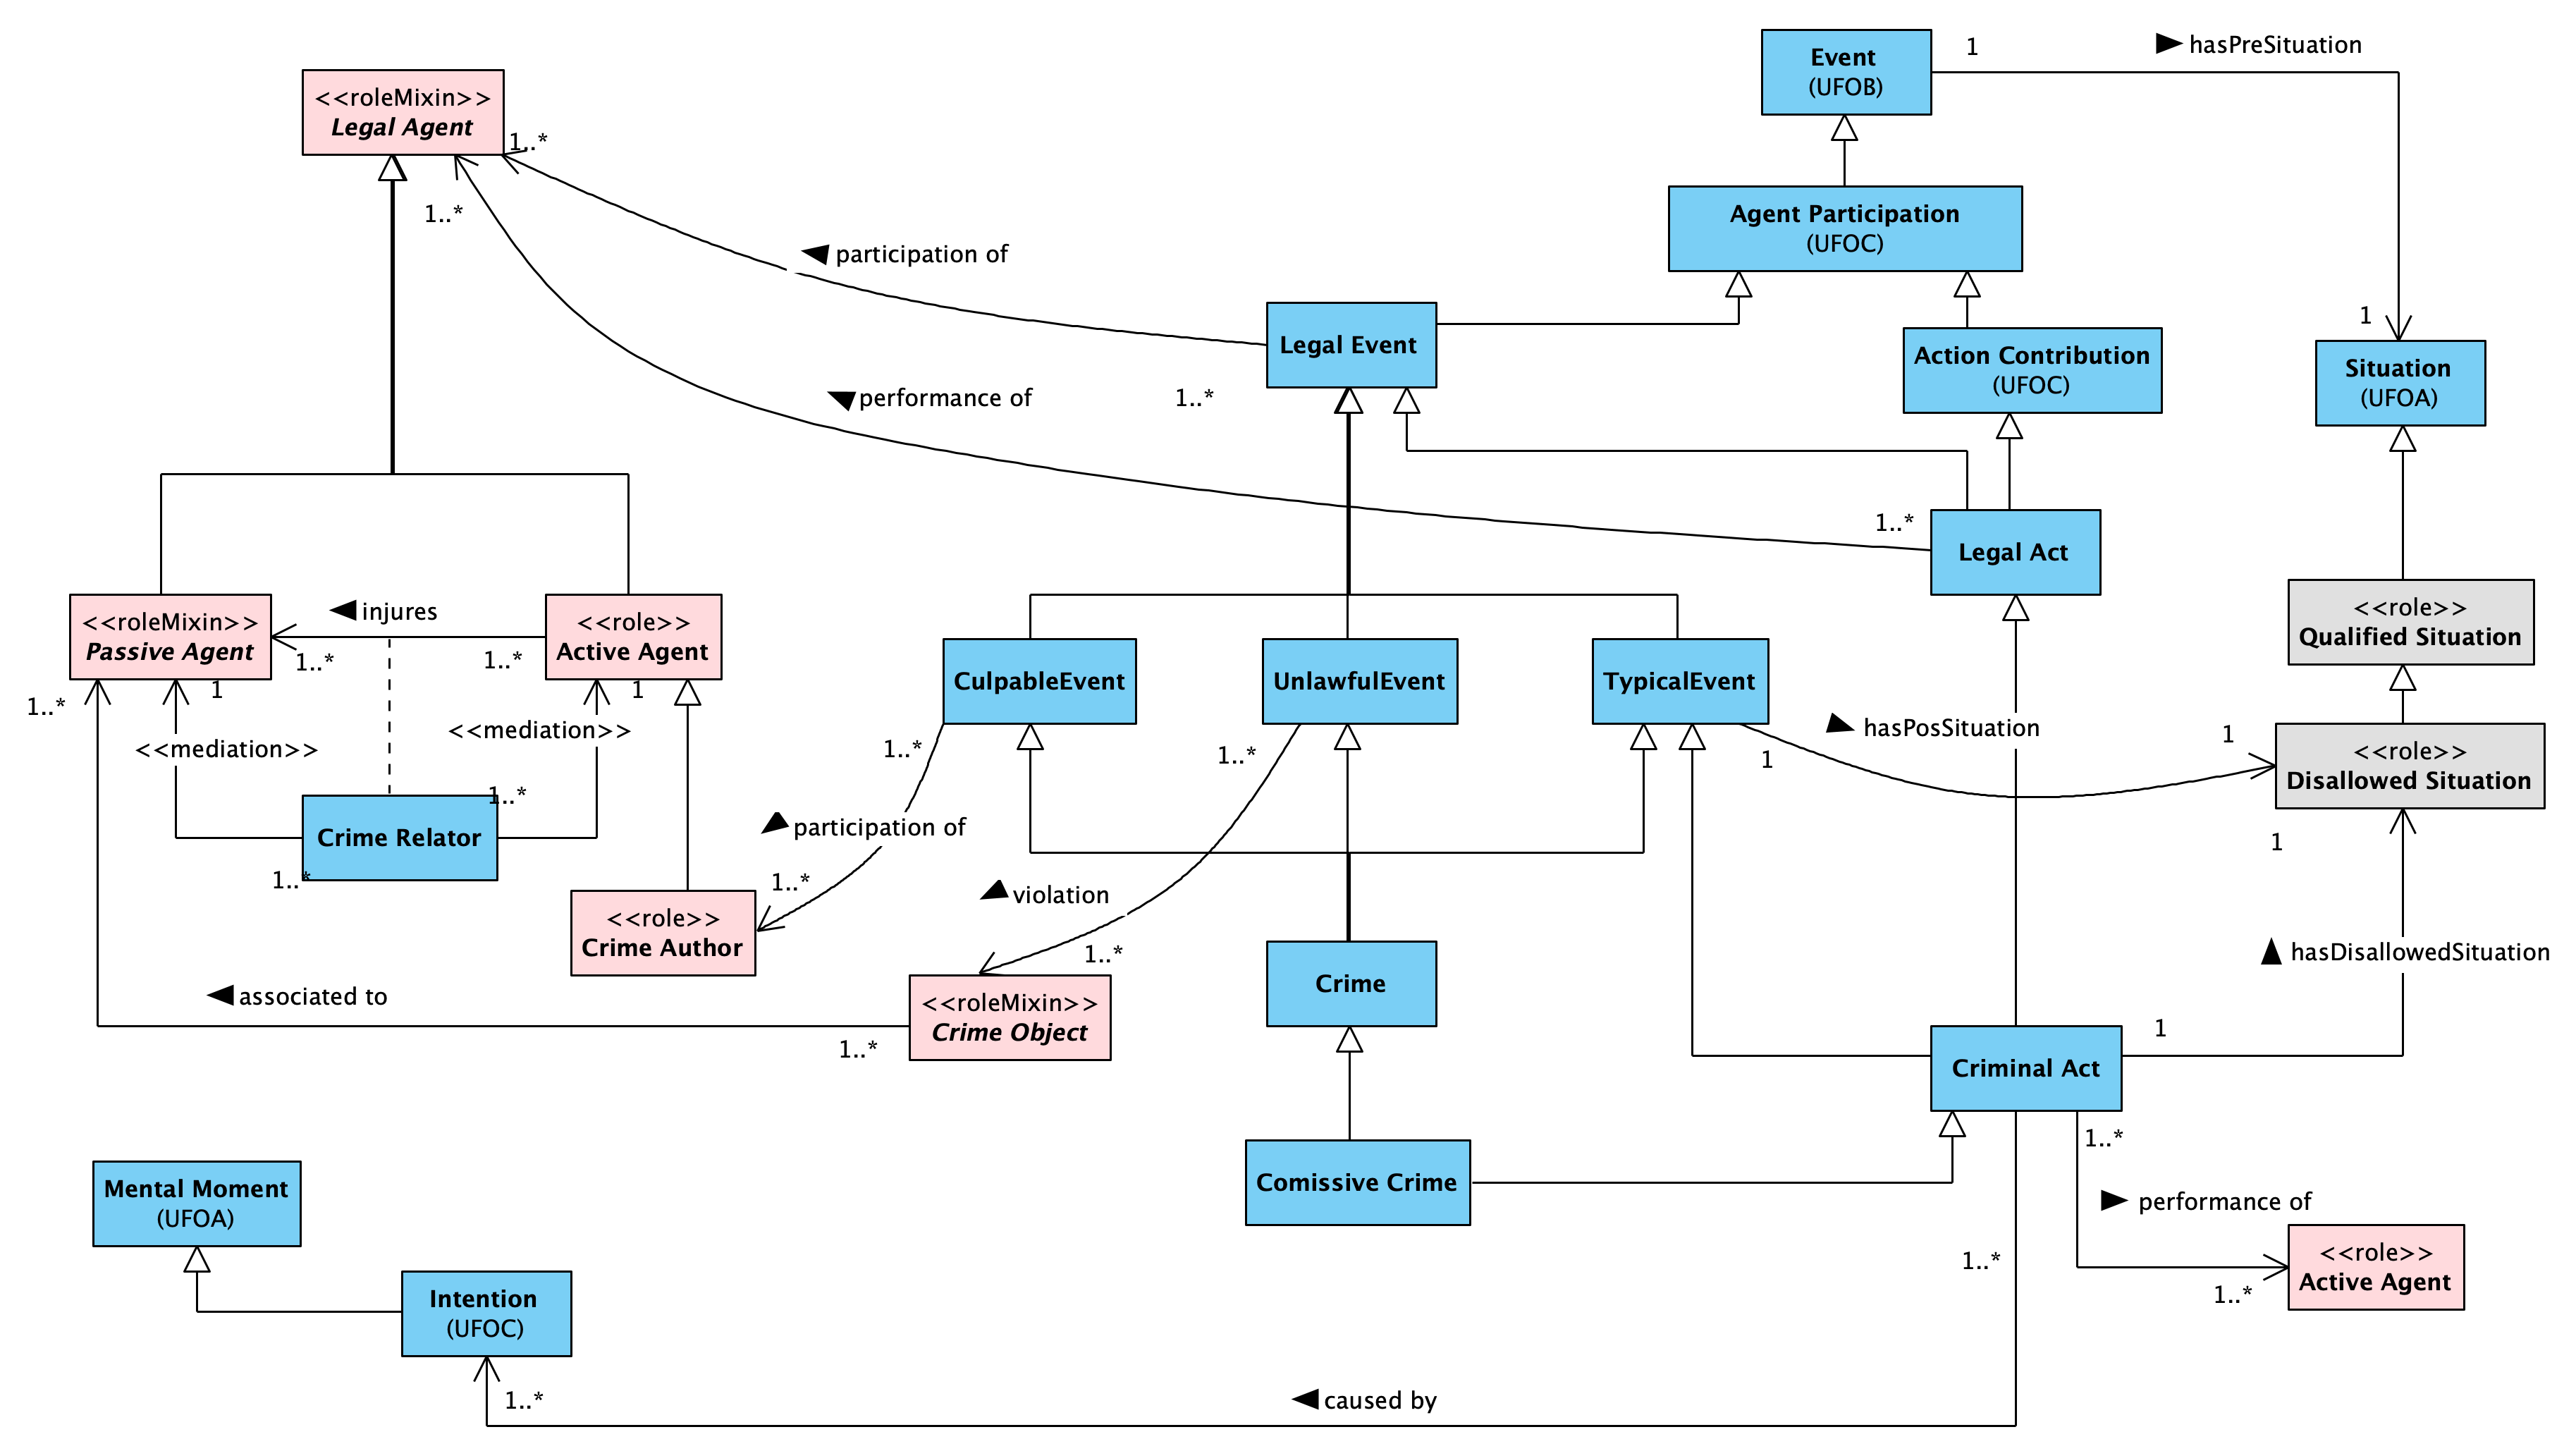 Event
(UFOB)
1
hasPreSituation
<<roleMixin>>
Legal Agent
1..*
1..*
Agent Participation
(UFOC)
participation of
Legal Event
1..*
performance of
Action Contribution
(UFOC)
1
Situation
(UFOA)
1..*
Legal Act
<<roleMixin>>
Passive Agent
injures
1..*
1..*
<<role>>
Active Agent
CulpableEvent
UnlawfulEvent
TypicalEvent
<<role>>
Qualified Situation
1..*
1
<<mediation>>
<<mediation>>
1
1..*
1..*
hasPosSituation
1
1
<<role>>
Disallowed Situation
Crime Relator
1..*
1..*
participation of
1..*
<<role>>
Crime Author
violation
1..*
1
associated to
1..*
<<roleMixin>>
Crime Object
Crime
hasDisallowedSituation
1
Criminal Act
Comissive Crime
1..*
performance of
1..*
<<role>>
Active Agent
Mental Moment
(UFOA)
Intention
(UFOC)
1..*
1..*
caused by